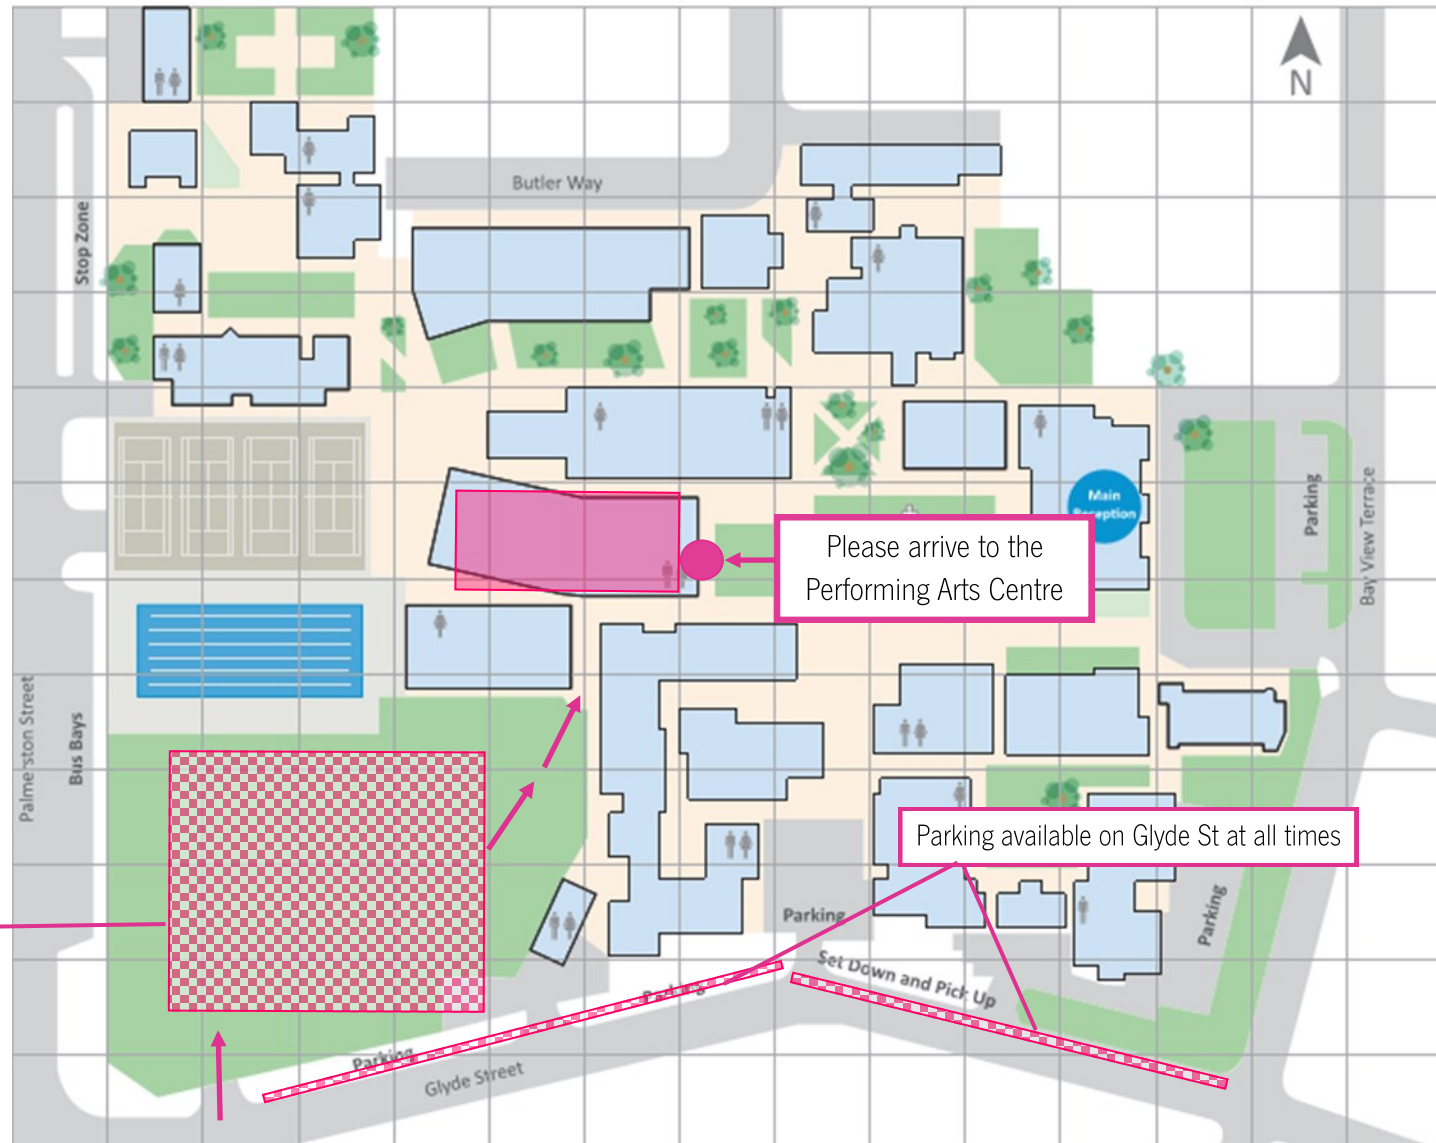 N
Butler Way
Stop Zone
Main
Reception
Parking
Bay View Terrace
Please arrive to the
Performing Arts Centre
Palmerston Street
Bus Bays
Parking available on Glyde St at all times
Parking
Parking
Set Down and Pick Up
Parking
Parking
Glyde Street